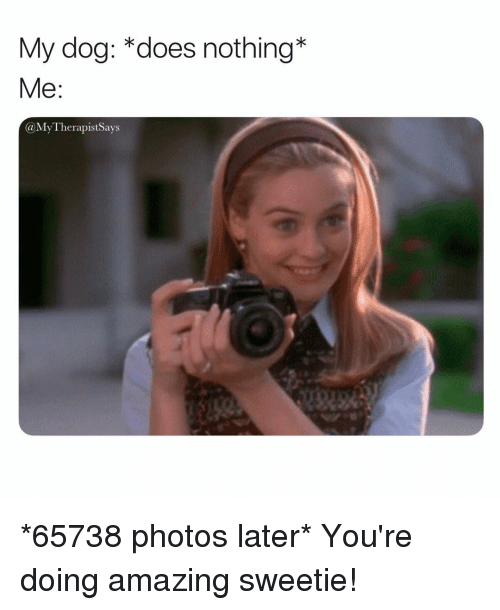 My dog: *does nothing*
Me:
@MyTherapistSays
*65738 photos later* You're
doing amazing sweetie!